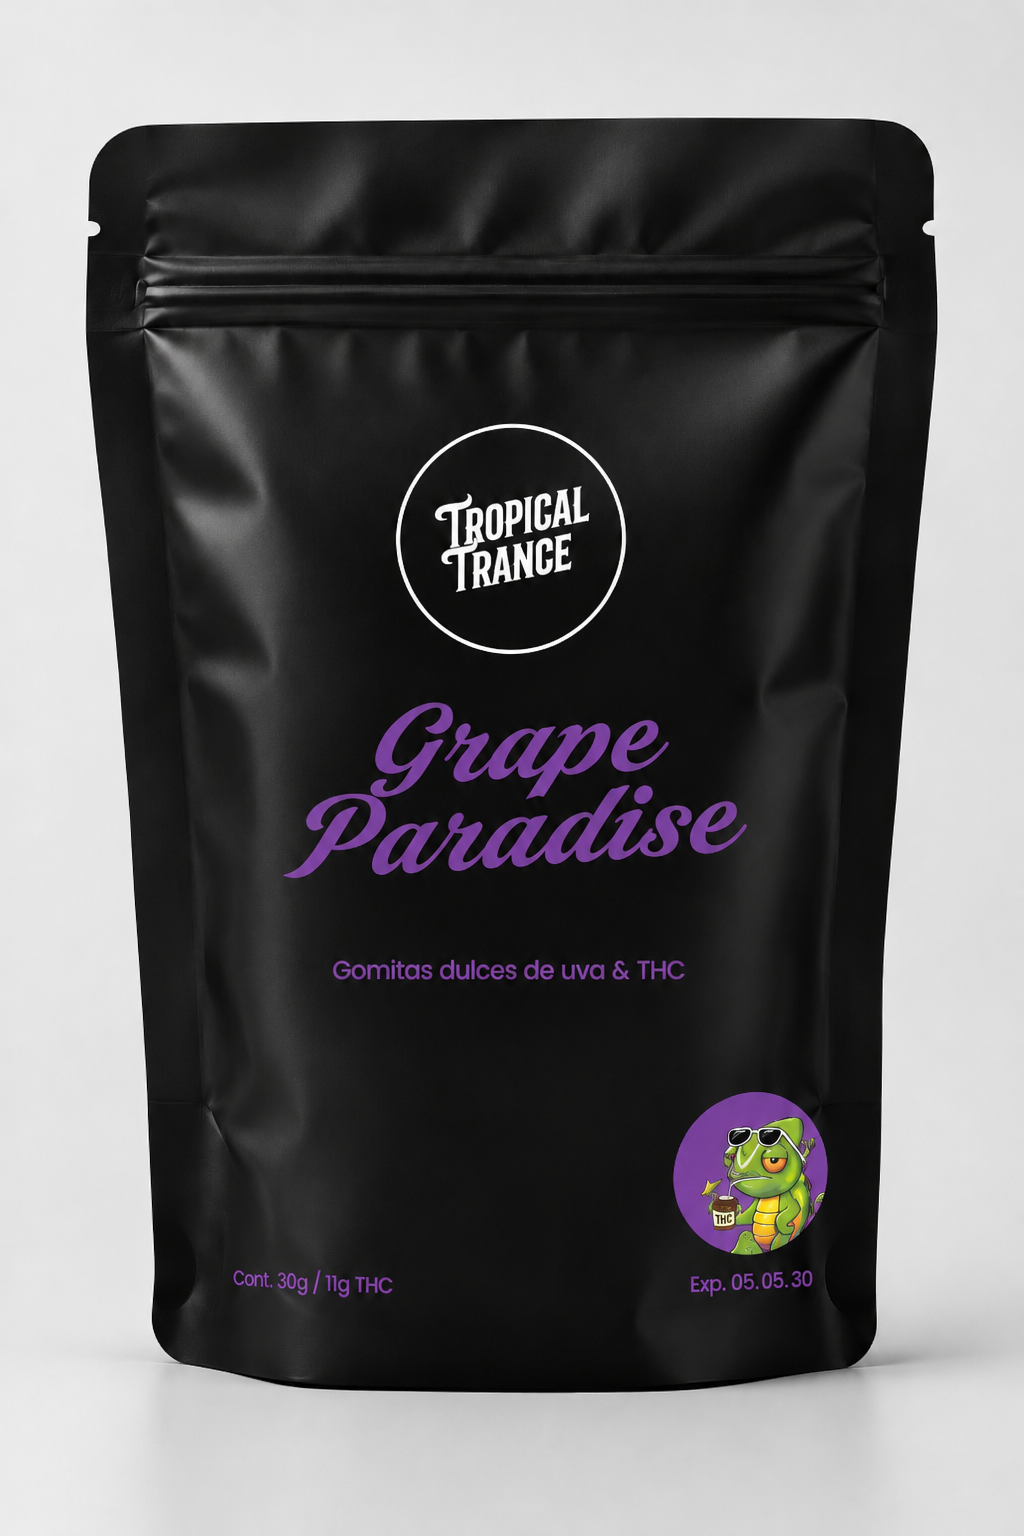 TROPICAL
TRANCE
Grape
Paradise
Gomitas dulces de uva & THC
THC
Cont. 30g / 11g THC
Exp. 05.05.30